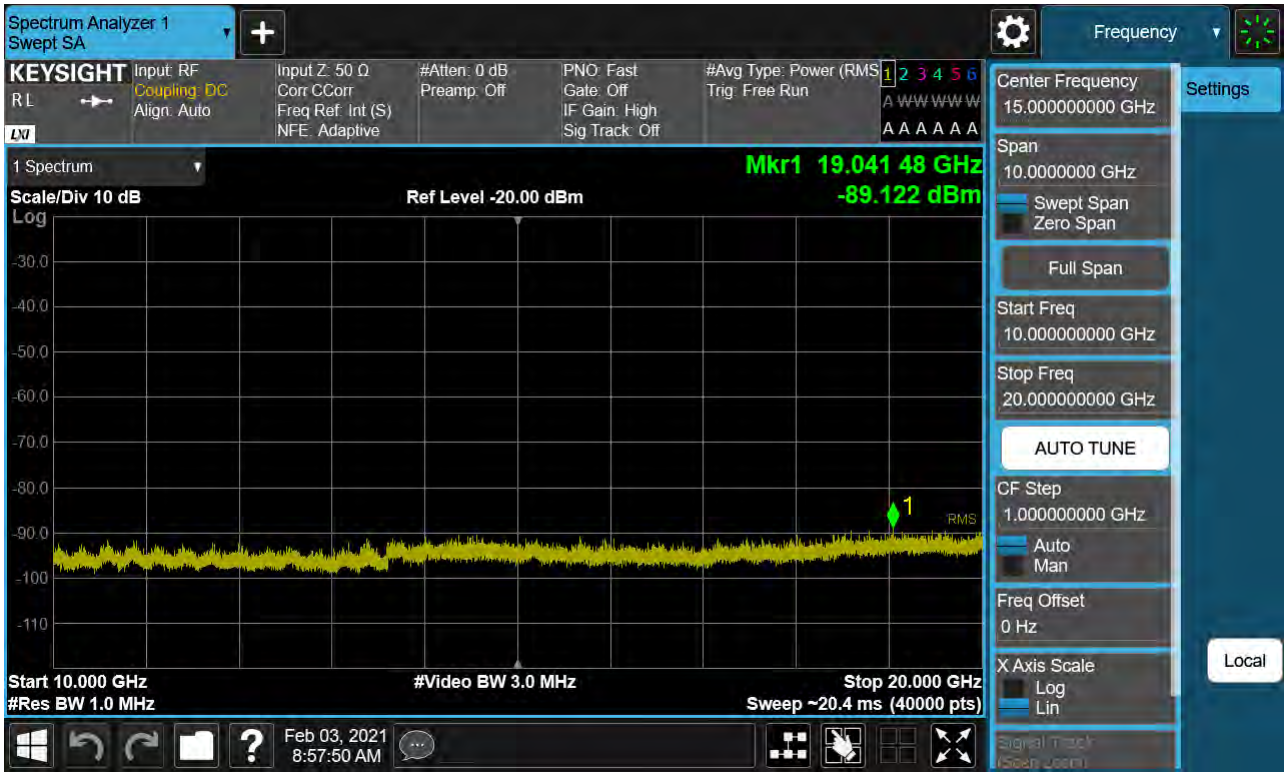 Spectrum Analyzer 1
Swept SA
+
Frequency
KEYSIGHT
RL
LXI
Input: RF
Coupling: DC
Align: Auto
Input Z: 50 Ω
Corr CCorr
Freq Ref: Int (S)
NFE: Adaptive
#Atten: 0 dB
Preamp: Off
PNO: Fast
Gate: Off
IF Gain: High
Sig Track: Off
#Avg Type: Power (RMS
Trig: Free Run
1 2 3 4 5 6
A W W W W W
A A A A A A
1 Spectrum
Scale/Div 10 dB
Log
Ref Level -20.00 dBm
Mkr1 19.041 48 GHz
-89.122 dBm
-30.0
-40.0
-50.0
-60.0
-70.0
-80.0
-90.0
-100
-110
1
RMS
Start 10.000 GHz
#Res BW 1.0 MHz
#Video BW 3.0 MHz
Stop 20.000 GHz
Sweep ~20.4 ms (40000 pts)
Center Frequency
15.000000000 GHz
Span
10.0000000 GHz
Swept Span
Zero Span
Full Span
Start Freq
10.000000000 GHz
Stop Freq
20.000000000 GHz
AUTO TUNE
CF Step
1.000000000 GHz
Auto
Man
Freq Offset
0 Hz
X Axis Scale
Log
Lin
Signal Track
(Span Zoom)
Settings
Local
?
Feb 03, 2021
8:57:50 AM